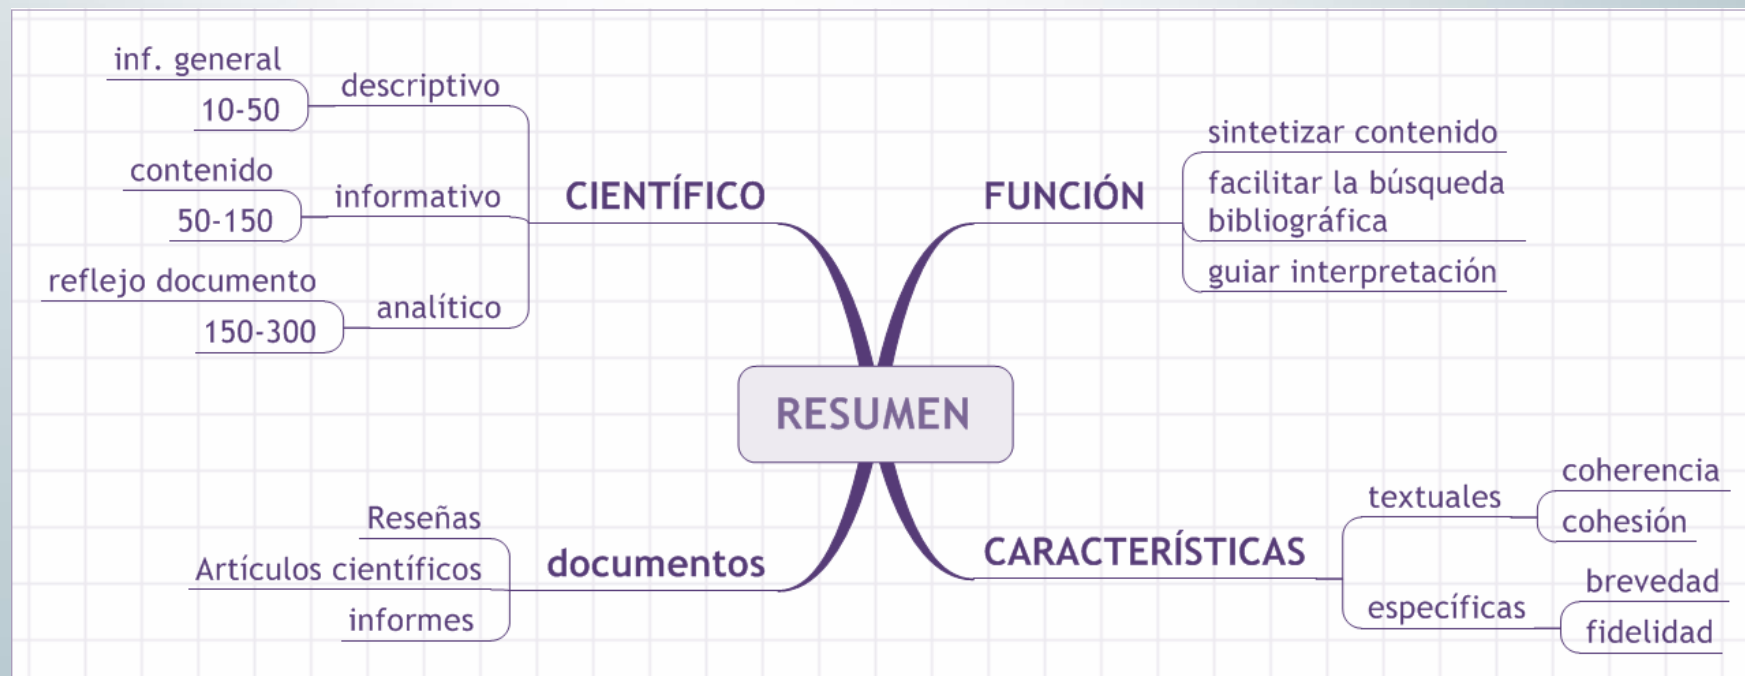 inf. general
10-50
descriptivo
contenido
50-150
informativo
reflejo documento
150-300
analítico
CIENTÍFICO
FUNCIÓN
sintetizar contenido
facilitar la búsqueda
bibliográfica
guiar interpretación
RESUMEN
Reseñas
Artículos científicos
informes
documentos
CARACTERÍSTICAS
textuales
coherencia
cohesión
específicas
brevedad
fidelidad